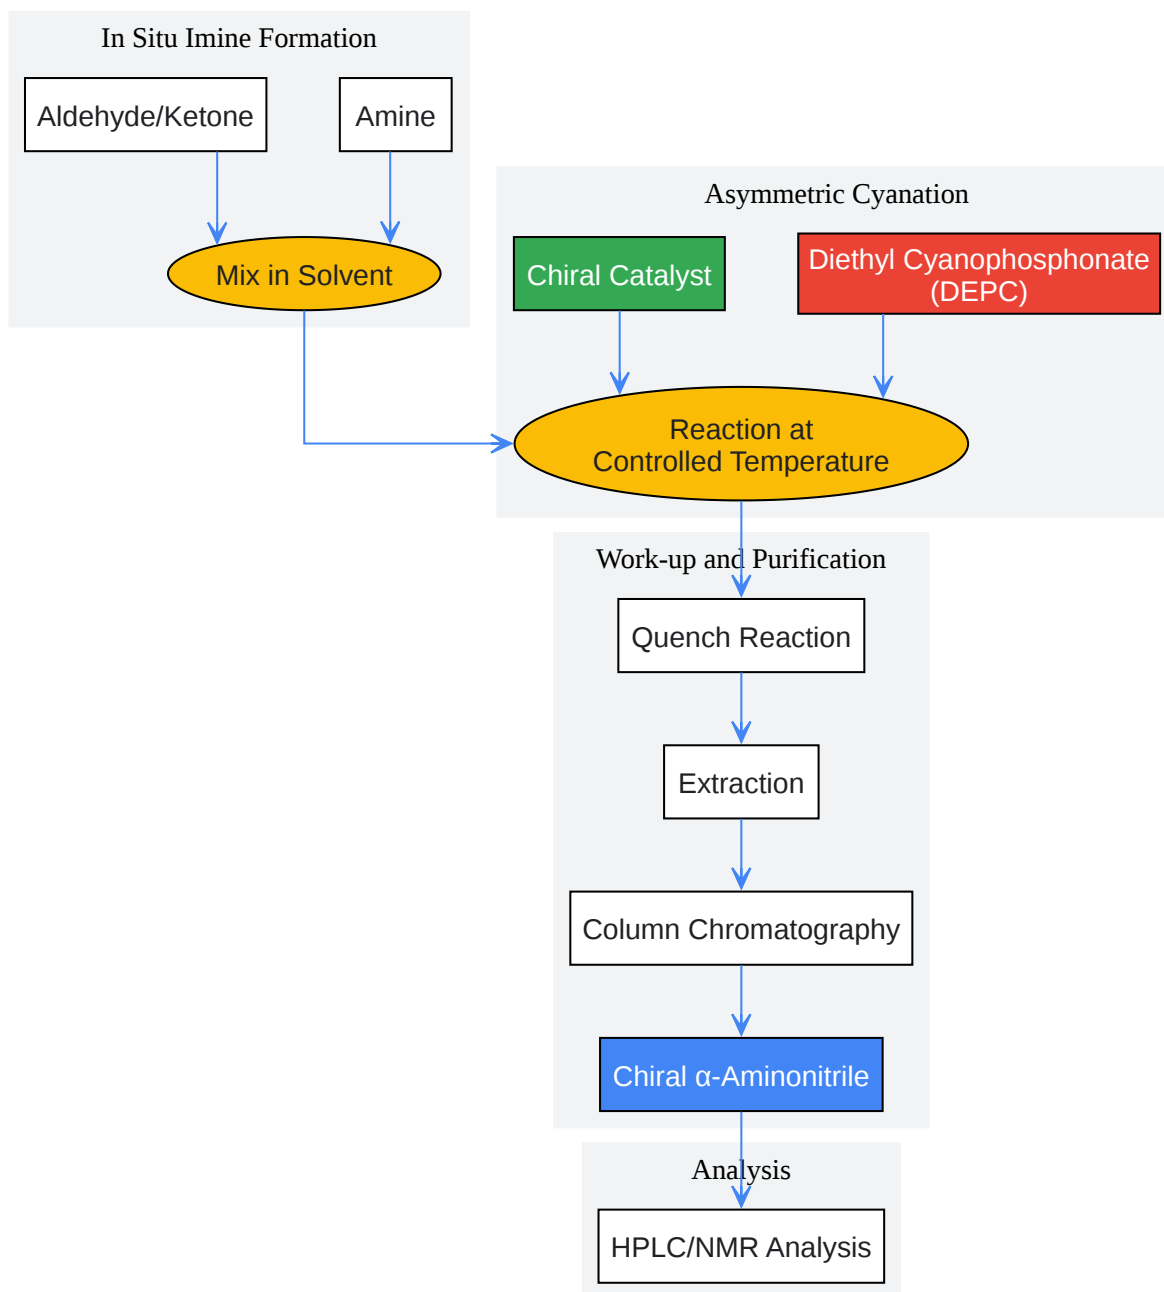 In Situ Imine Formation
Aldehyde/Ketone
Amine
Mix in Solvent
Asymmetric Cyanation
Chiral Catalyst
Diethyl Cyanophosphonate
(DEPC)
Reaction at
Controlled Temperature
Work-up and Purification
Quench Reaction
Extraction
Column Chromatography
Chiral α-Aminonitrile
Analysis
HPLC/NMR Analysis